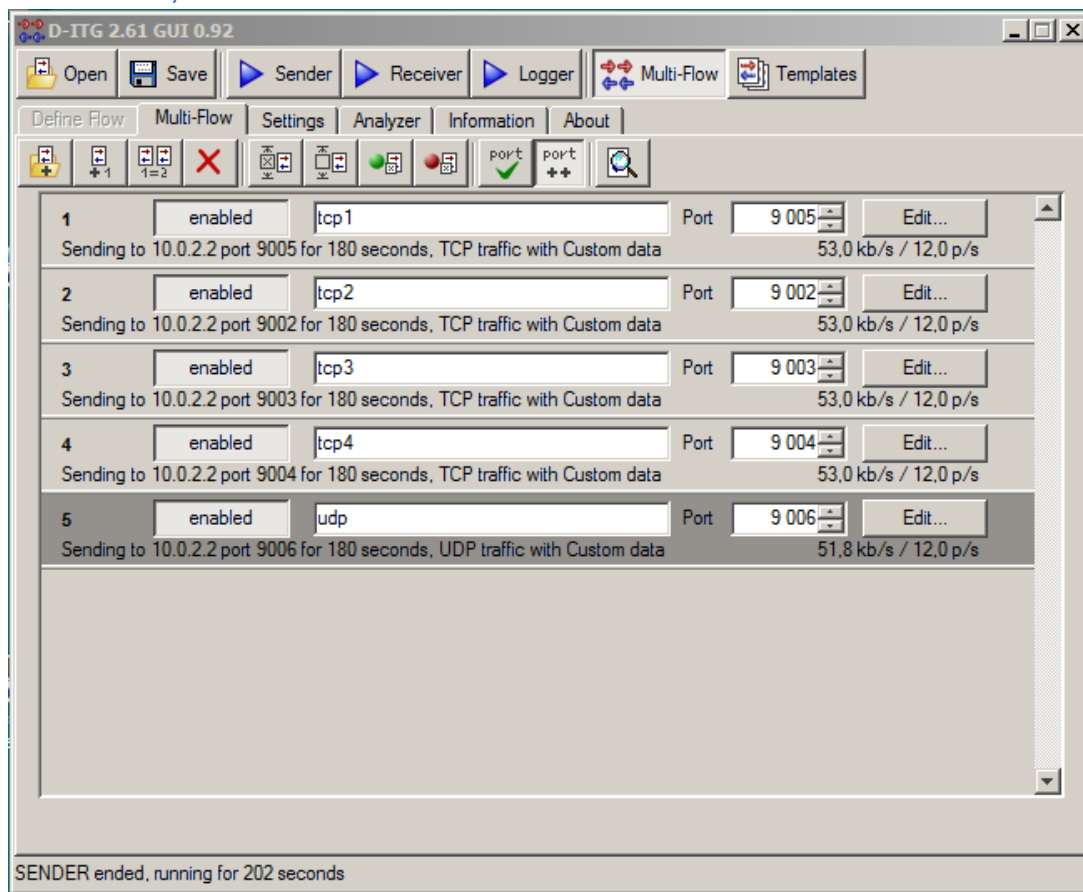 D-ITG 2.61 GUI 0.92
Open Save Sender Receiver Logger Multi-Flow Templates
Define Flow Multi-Flow Settings Analyzer Information About
+1 1=2 port port ++
1 enabled tcp1 Port 9 005 Edit...
Sending to 10.0.2.2 port 9005 for 180 seconds, TCP traffic with Custom data 53,0 kb/s / 12,0 p/s
2 enabled tcp2 Port 9 002 Edit...
Sending to 10.0.2.2 port 9002 for 180 seconds, TCP traffic with Custom data 53,0 kb/s / 12,0 p/s
3 enabled tcp3 Port 9 003 Edit...
Sending to 10.0.2.2 port 9003 for 180 seconds, TCP traffic with Custom data 53,0 kb/s / 12,0 p/s
4 enabled tcp4 Port 9 004 Edit...
Sending to 10.0.2.2 port 9004 for 180 seconds, TCP traffic with Custom data 53,0 kb/s / 12,0 p/s
5 enabled udp Port 9 006 Edit...
Sending to 10.0.2.2 port 9006 for 180 seconds, UDP traffic with Custom data 51,8 kb/s / 12,0 p/s
SENDER ended, running for 202 seconds